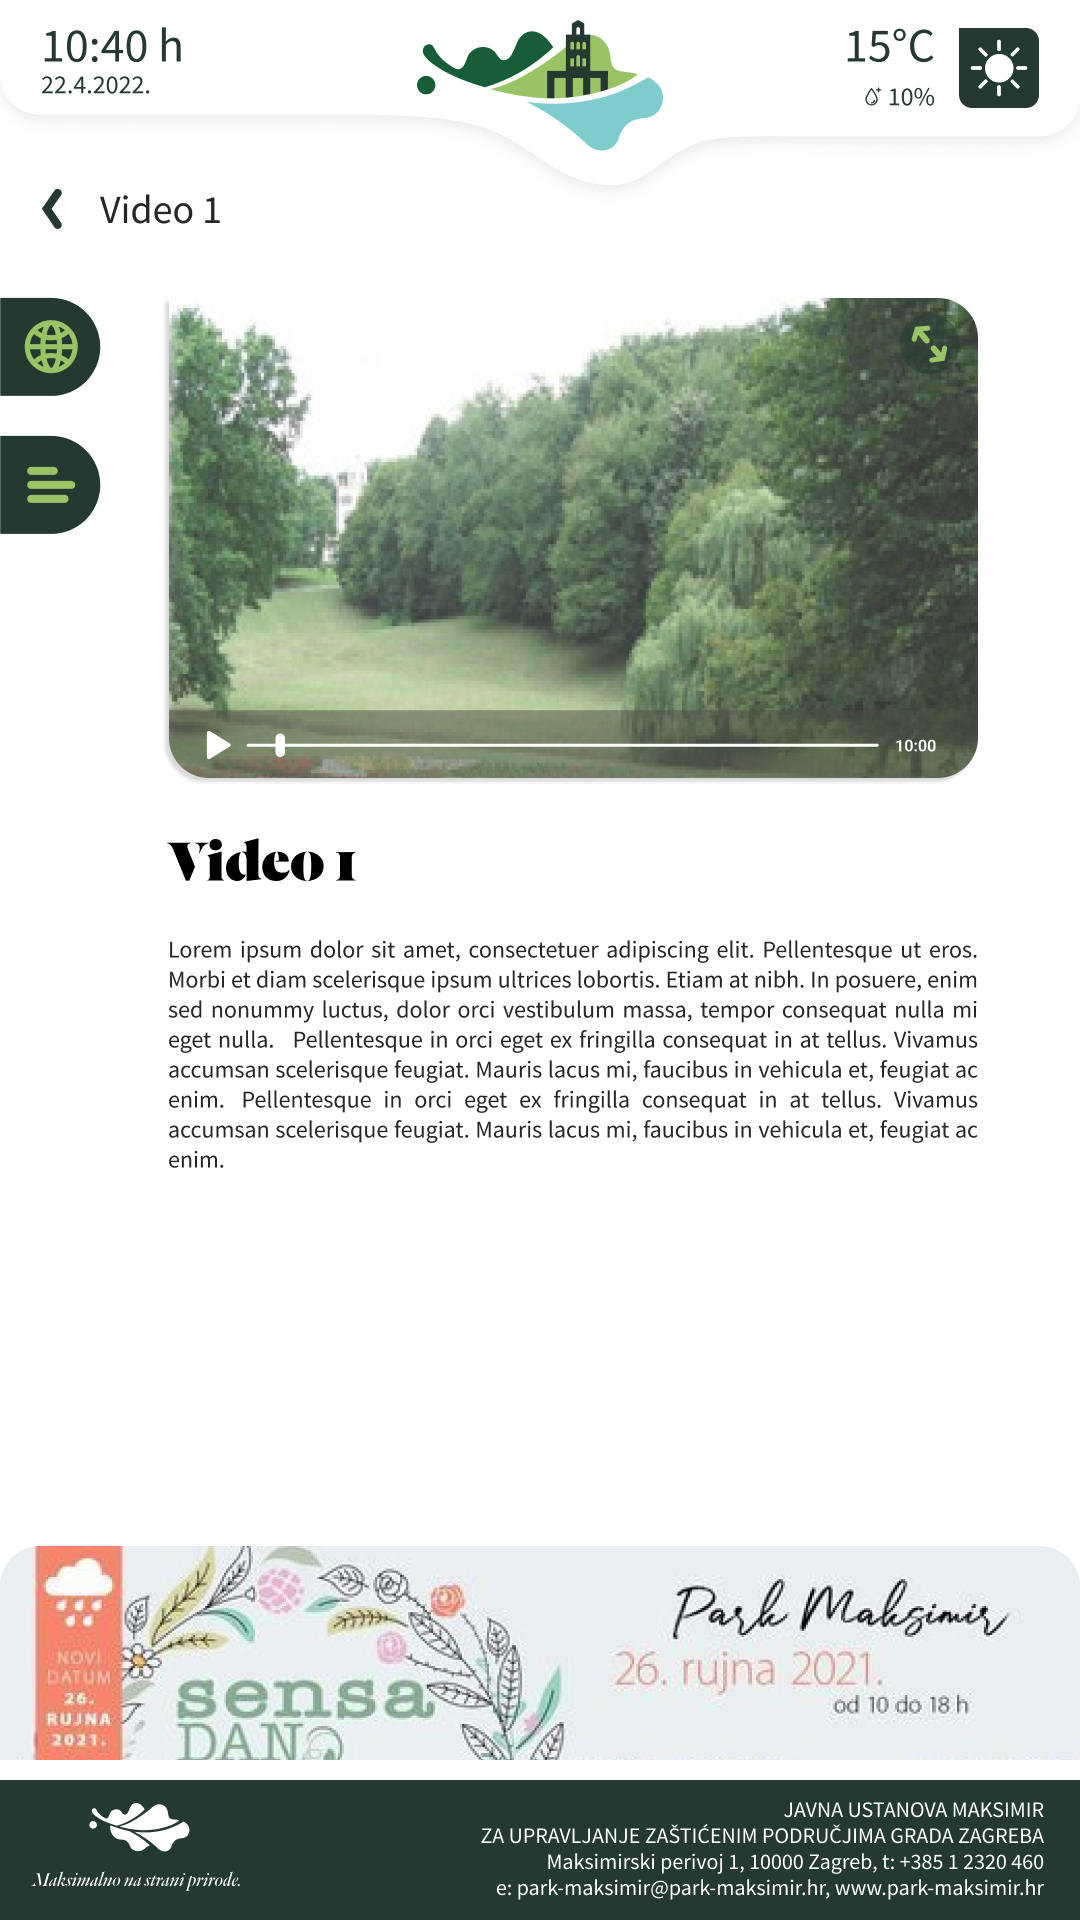 10:40 h
22.4.2022.
15°C
10%
Video 1
10:00
Video 1
Lorem ipsum dolor sit amet, consectetuer adipiscing elit. Pellentesque ut eros.
Morbi et diam scelerisque ipsum ultrices lobortis. Etiam at nibh. In posuere, enim
sed nonummy luctus, dolor orci vestibulum massa, tempor consequat nulla mi
eget nulla. Pellentesque in orci eget ex fringilla consequat in at tellus. Vivamus
accumsan scelerisque feugiat. Mauris lacus mi, faucibus in vehicula et, feugiat ac
enim. Pellentesque in orci eget ex fringilla consequat in at tellus. Vivamus
accumsan scelerisque feugiat. Mauris lacus mi, faucibus in vehicula et, feugiat ac
enim.
NOVI
DATUM
26.
RUJNA
2021.
sensa
DAN
Park Maksimir
26. rujna 2021.
od 10 do 18 h
Maksimalno na strani prirode.
JAVNA USTANOVA MAKSIMIR
ZA UPRAVLJANJE ZAŠTIĆENIM PODRUČJIMA GRADA ZAGREBA
Maksimirski perivoj 1, 10000 Zagreb, t: +385 1 2320 460
e: park-maksimir@park-maksimir.hr, www.park-maksimir.hr